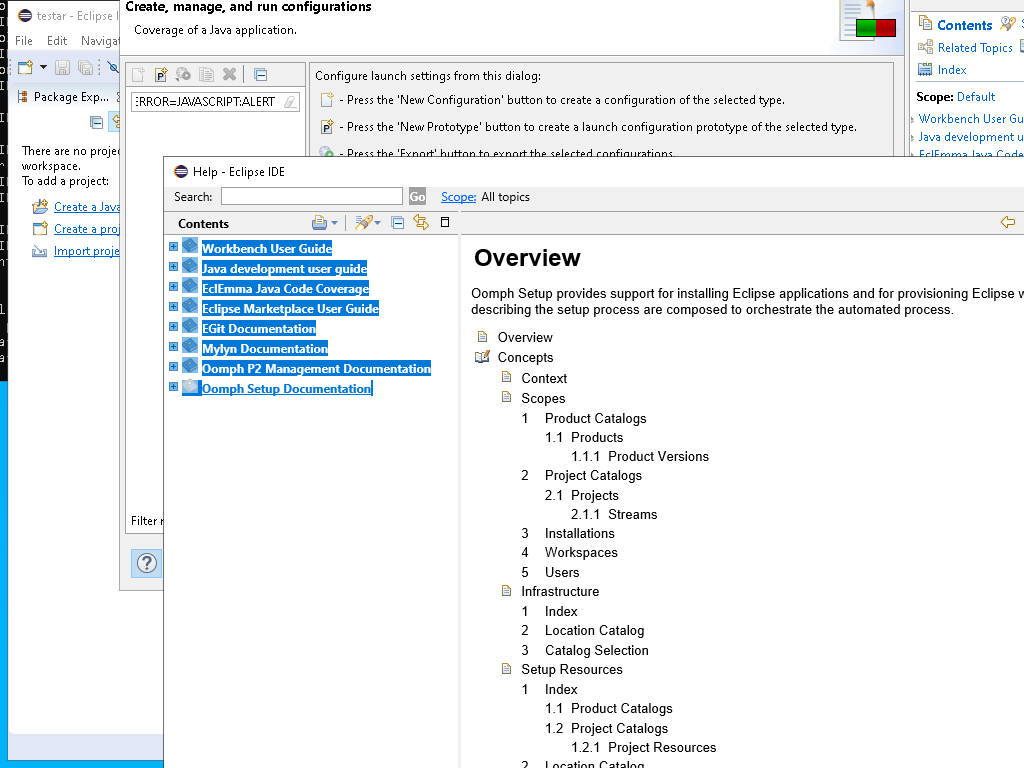 testar - Eclipse I
File Edit Navigat
Package Exp...
There are no projec
workspace.
To add a project:
Create a Java
Create a proj
Import proje
Create, manage, and run configurations
Coverage of a Java application.
:RROR=JAVASCRIPT:ALERT
Filter r
Configure launch settings from this dialog:
- Press the 'New Configuration' button to create a configuration of the selected type.
- Press the 'New Prototype' button to create a launch configuration prototype of the selected type.
- Press the 'Export' button to export the selected configurations.
Contents S
Related Topics
Index
Scope: Default
Workbench User Gu
Java development u
EclEmma Java Code
Help - Eclipse IDE
Search: Go Scope: All topics
Contents
Workbench User Guide
Java development user guide
EclEmma Java Code Coverage
Eclipse Marketplace User Guide
EGit Documentation
Mylyn Documentation
Oomph P2 Management Documentation
Oomph Setup Documentation
Overview
Oomph Setup provides support for installing Eclipse applications and for provisioning Eclipse w
describing the setup process are composed to orchestrate the automated process.
Overview
Concepts
Context
Scopes
1 Product Catalogs
1.1 Products
1.1.1 Product Versions
2 Project Catalogs
2.1 Projects
2.1.1 Streams
3 Installations
4 Workspaces
5 Users
Infrastructure
1 Index
2 Location Catalog
3 Catalog Selection
Setup Resources
1 Index
1.1 Product Catalogs
1.2 Project Catalogs
1.2.1 Project Resources
2 Location Catalog